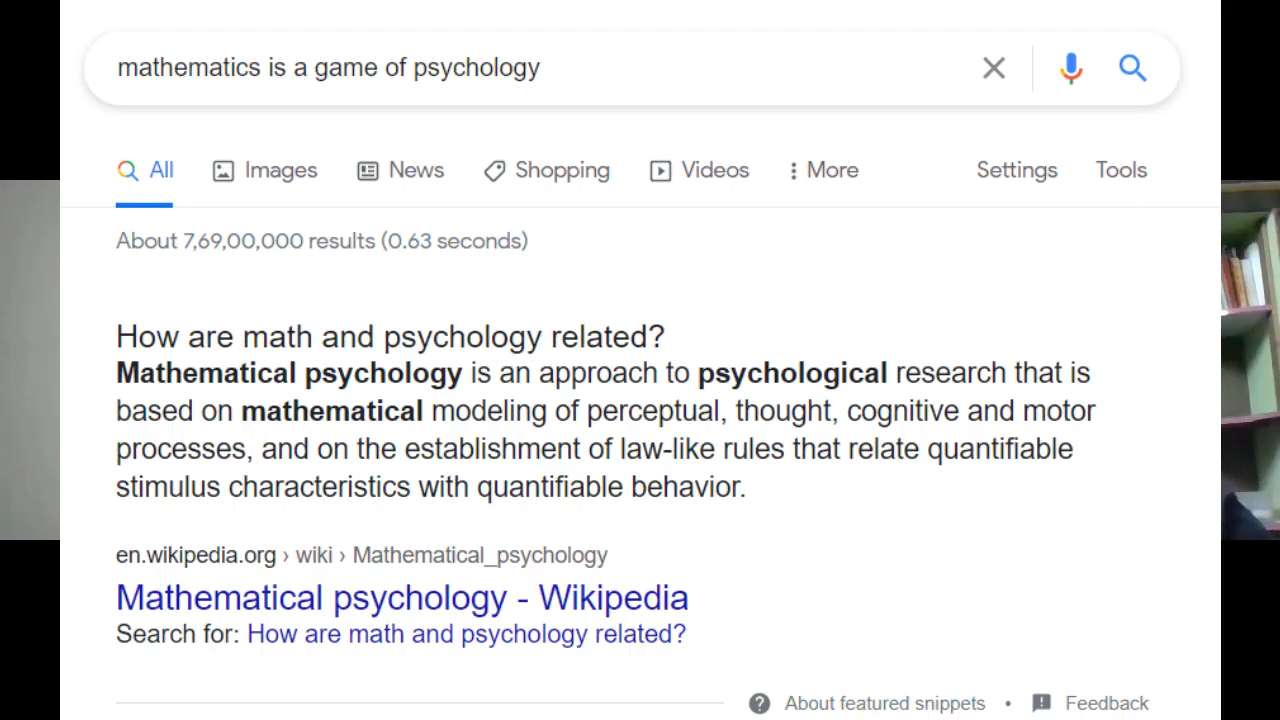 mathematics is a game of psychology
All Images News Shopping Videos More Settings Tools
About 7,69,00,000 results (0.63 seconds)
How are math and psychology related?
Mathematical psychology is an approach to psychological research that is
based on mathematical modeling of perceptual, thought, cognitive and motor
processes, and on the establishment of law-like rules that relate quantifiable
stimulus characteristics with quantifiable behavior.
en.wikipedia.org › wiki › Mathematical_psychology
Mathematical psychology - Wikipedia
Search for: How are math and psychology related?
About featured snippets • Feedback